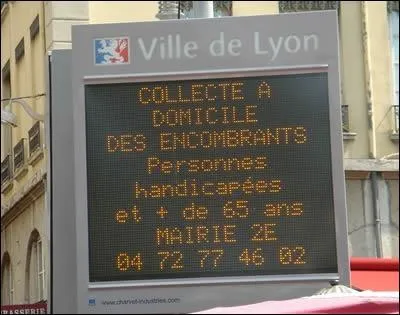 Ville de Lyon
COLLECTE A
DOMICILE
DES ENCOMBRANTS
Personnes
handicapées
et + de 65 ans
MAIRIE 2E
04 72 77 46 02
www.charvet-industries.com
BRASSERIE